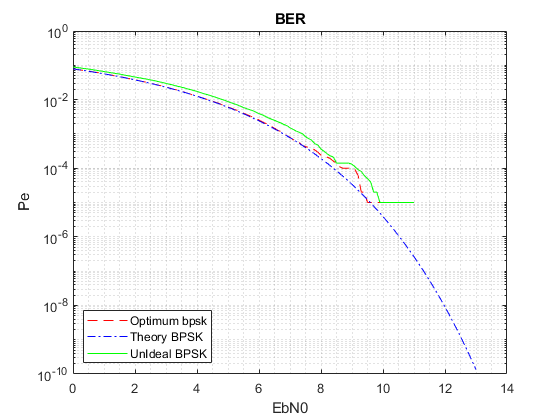 BER
10^0
10^-2
10^-4
10^-6
10^-8
10^-10
Pe
Optimum bpsk
Theory BPSK
UnIdeal BPSK
0 2 4 6 8 10 12 14
EbN0